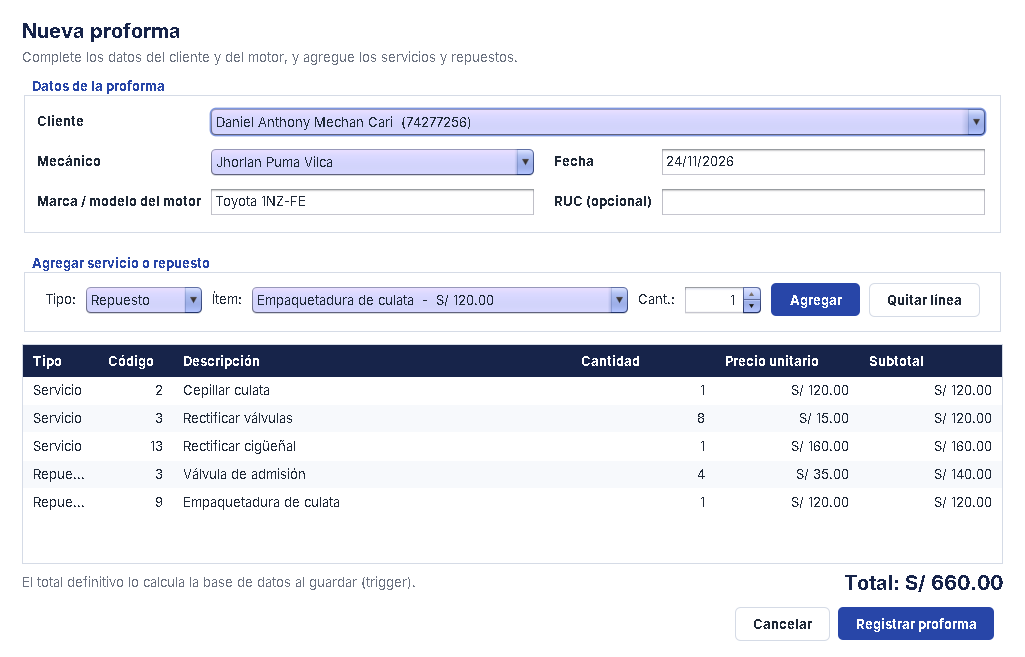 Nueva proforma
Complete los datos del cliente y del motor, y agregue los servicios y repuestos.
Datos de la proforma
Cliente Daniel Anthony Mechan Cari (74277256)
Mecánico Jhorlan Puma Vilca Fecha 24/11/2026
Marca / modelo del motor Toyota 1NZ-FE RUC (opcional)
Agregar servicio o repuesto
Tipo: Repuesto Ítem: Empaquetadura de culata - S/ 120.00 Cant.: 1 Agregar Quitar línea
Tipo Código Descripción Cantidad Precio unitario Subtotal
Servicio 2 Cepillar culata 1 S/ 120.00 S/ 120.00
Servicio 3 Rectificar válvulas 8 S/ 15.00 S/ 120.00
Servicio 13 Rectificar cigüeñal 1 S/ 160.00 S/ 160.00
Repue... 3 Válvula de admisión 4 S/ 35.00 S/ 140.00
Repue... 9 Empaquetadura de culata 1 S/ 120.00 S/ 120.00
El total definitivo lo calcula la base de datos al guardar (trigger). Total: S/ 660.00
Cancelar Registrar proforma